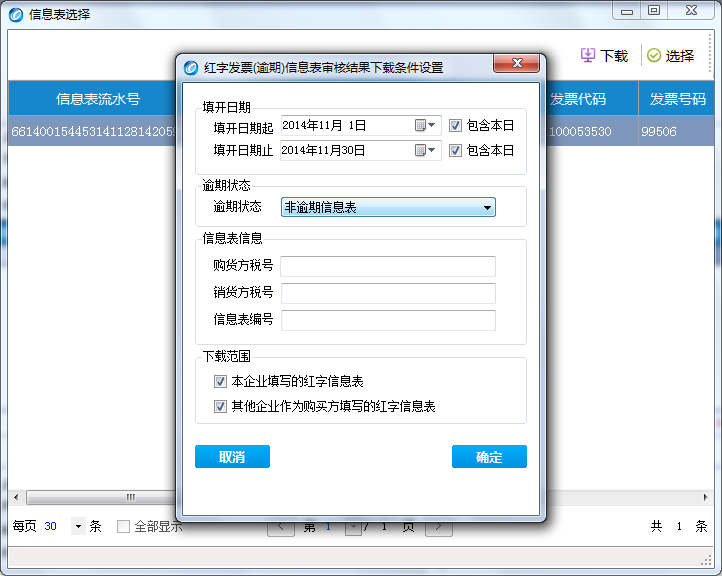 信息表选择
下载 选择
信息表流水号 发票代码 发票号码
661400154453141128142059 100053530 99506
红字发票(逾期)信息表审核结果下载条件设置
填开日期
填开日期起 2014年11月 1日 包含本日
填开日期止 2014年11月30日 包含本日
逾期状态
逾期状态 非逾期信息表
信息表信息
购货方税号
销货方税号
信息表编号
下载范围
本企业填写的红字信息表
其他企业作为购买方填写的红字信息表
取消 确定
每页 30 条 全部显示 第 1 / 1 页 共 1 条